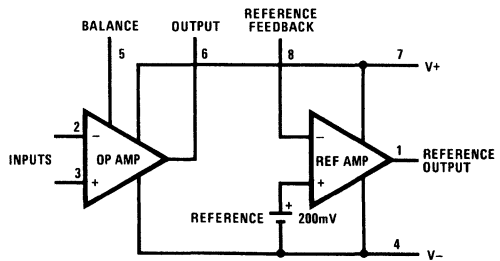 BALANCE OUTPUT REFERENCE
FEEDBACK
5 6 8 7
V+
2
− OP AMP
INPUTS
3
+
− REF AMP
1
REFERENCE
OUTPUT
+
+
REFERENCE 200mV
4
V−